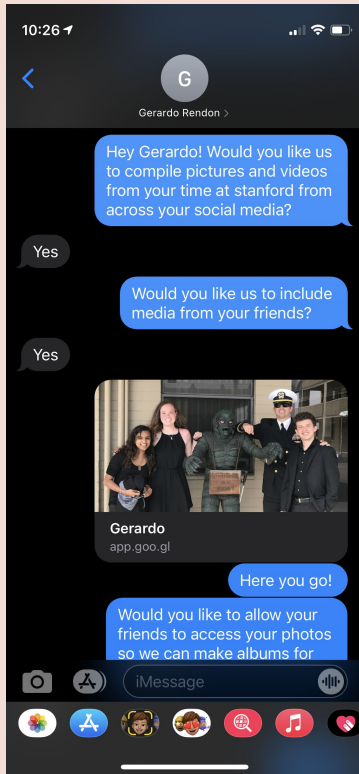 10:26
G
Gerardo Rendon >
Hey Gerardo! Would you like us
to compile pictures and videos
from your time at stanford from
across your social media?
Yes
Would you like us to include
media from your friends?
Yes
Gerardo
app.goo.gl
Here you go!
Would you like to allow your
friends to access your photos
so we can make albums for
iMessage